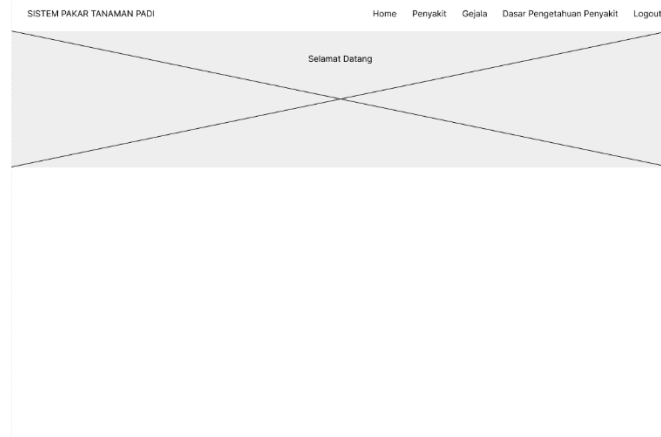 SISTEM PAKAR TANAMAN PADI
Home Penyakit Gejala Dasar Pengetahuan Penyakit Logout
Selamat Datang